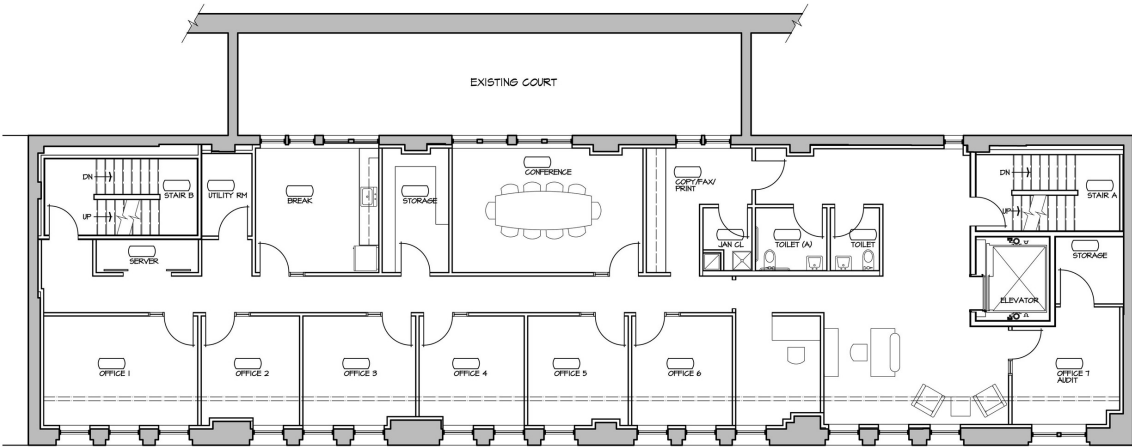 EXISTING COURT
DN
STAIR B
UP
UTILITY RM
SERVER
BREAK
STORAGE
CONFERENCE
COPY/FAX/
PRINT
JAN CL
TOILET (A)
TOILET
DN
UP
STAIR A
ELEVATOR
STORAGE
OFFICE 1
OFFICE 2
OFFICE 3
OFFICE 4
OFFICE 5
OFFICE 6
OFFICE 7
AUDIT